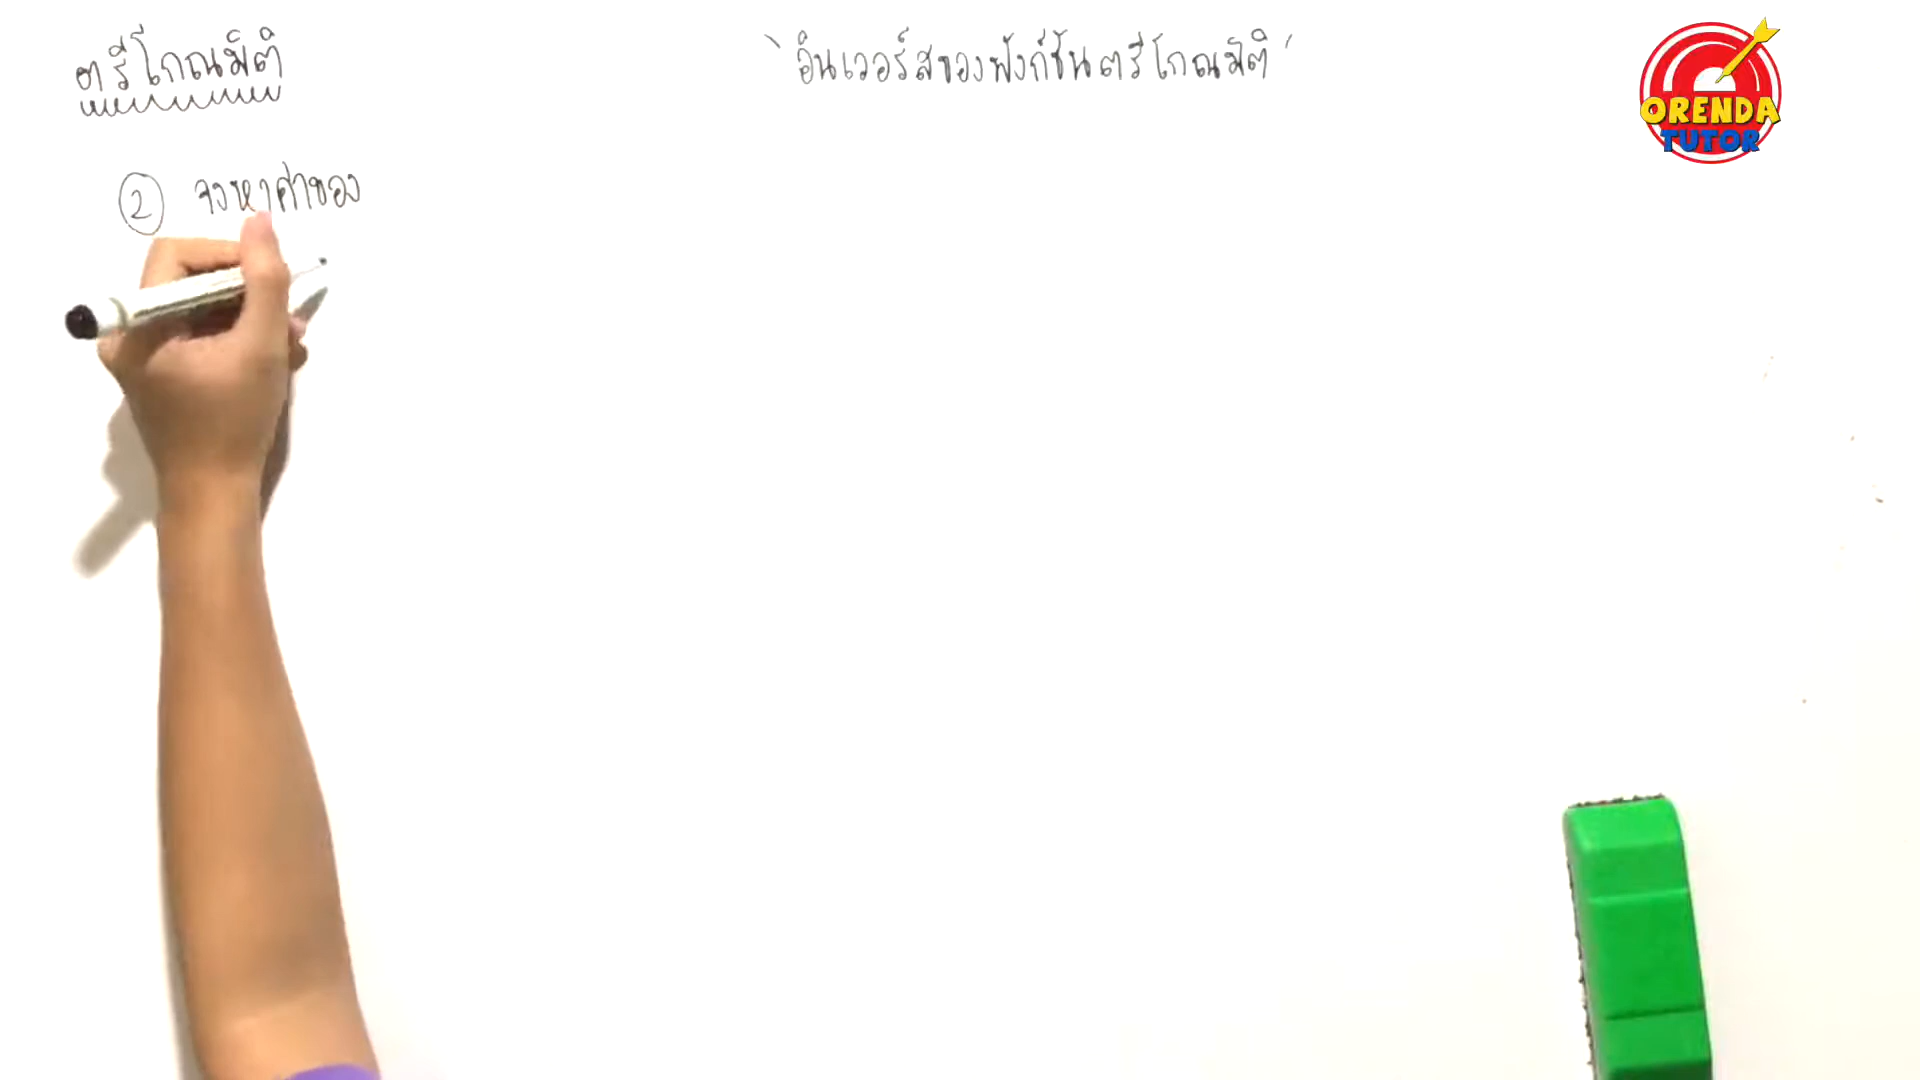 ตรีโกณมิติ
`อินเวอร์สของฟังก์ชันตรีโกณมิติ'
ORENDA
TUTOR
2 จงหาค่าของ